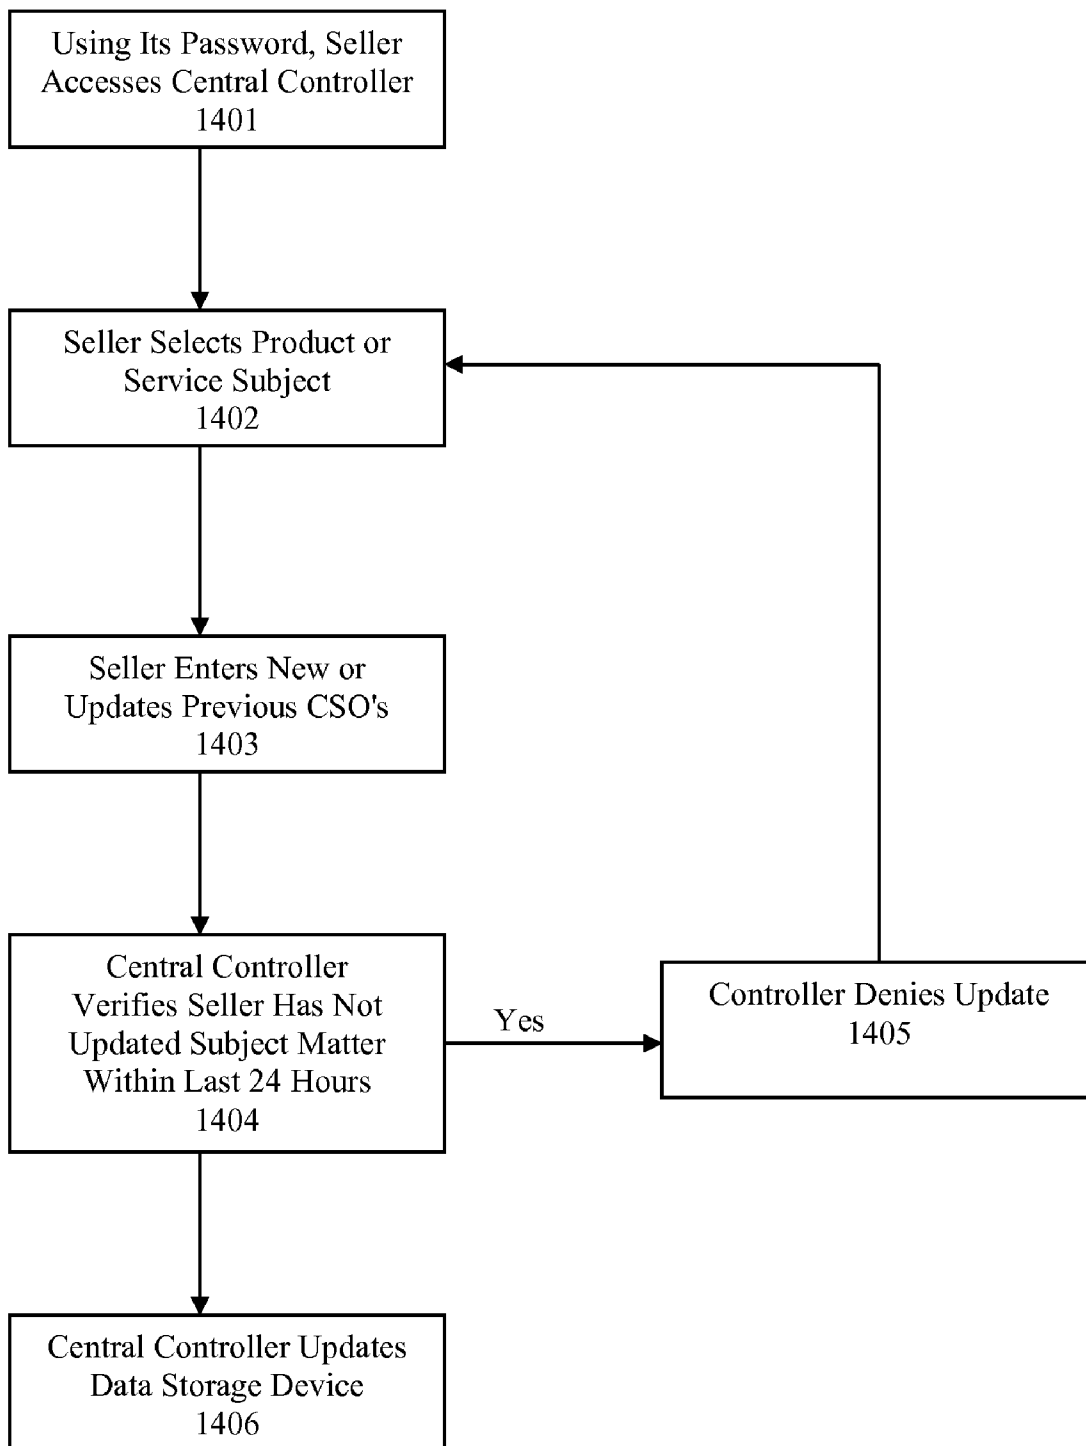 Using Its Password, Seller
Accesses Central Controller
1401
Seller Selects Product or
Service Subject
1402
Seller Enters New or
Updates Previous CSO's
1403
Central Controller
Verifies Seller Has Not
Updated Subject Matter
Within Last 24 Hours
1404
Yes
Controller Denies Update
1405
Central Controller Updates
Data Storage Device
1406